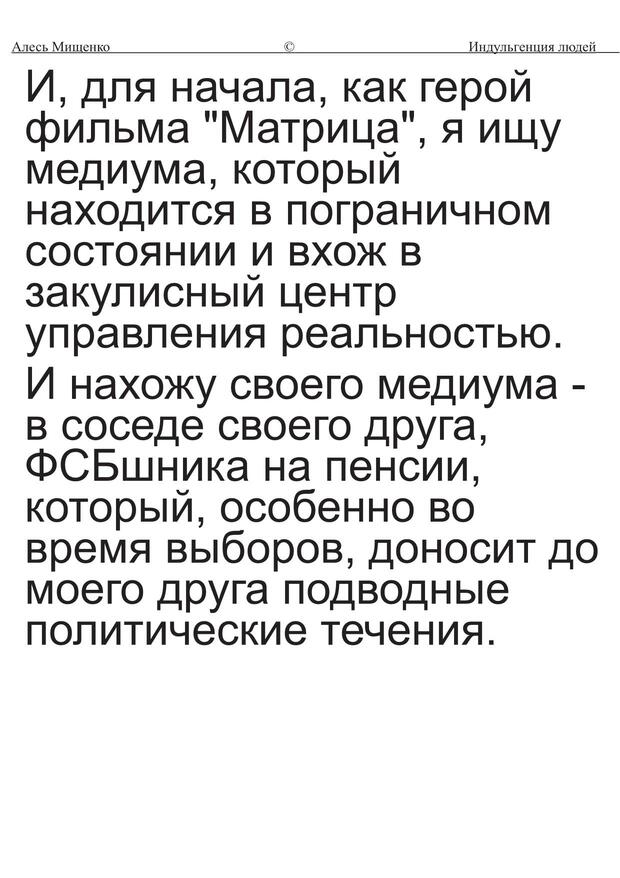 Алесь Мищенко © Индульгенция людей
И, для начала, как герой
фильма "Матрица", я ищу
медиума, который
находится в пограничном
состоянии и вхож в
закулисный центр
управления реальностью.
И нахожу своего медиума -
в соседе своего друга,
ФСБшника на пенсии,
который, особенно во
время выборов, доносит до
моего друга подводные
политические течения.